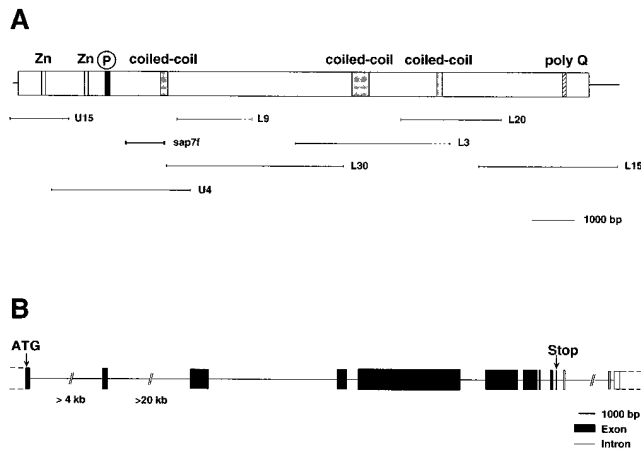 A
Zn Zn P coiled-coil coiled-coil coiled-coil poly Q
U15 L9 L20
sap7f L3
L30 L15
U4
1000 bp
B
ATG Stop
> 4 kb >20 kb
1000 bp
Exon
Intron